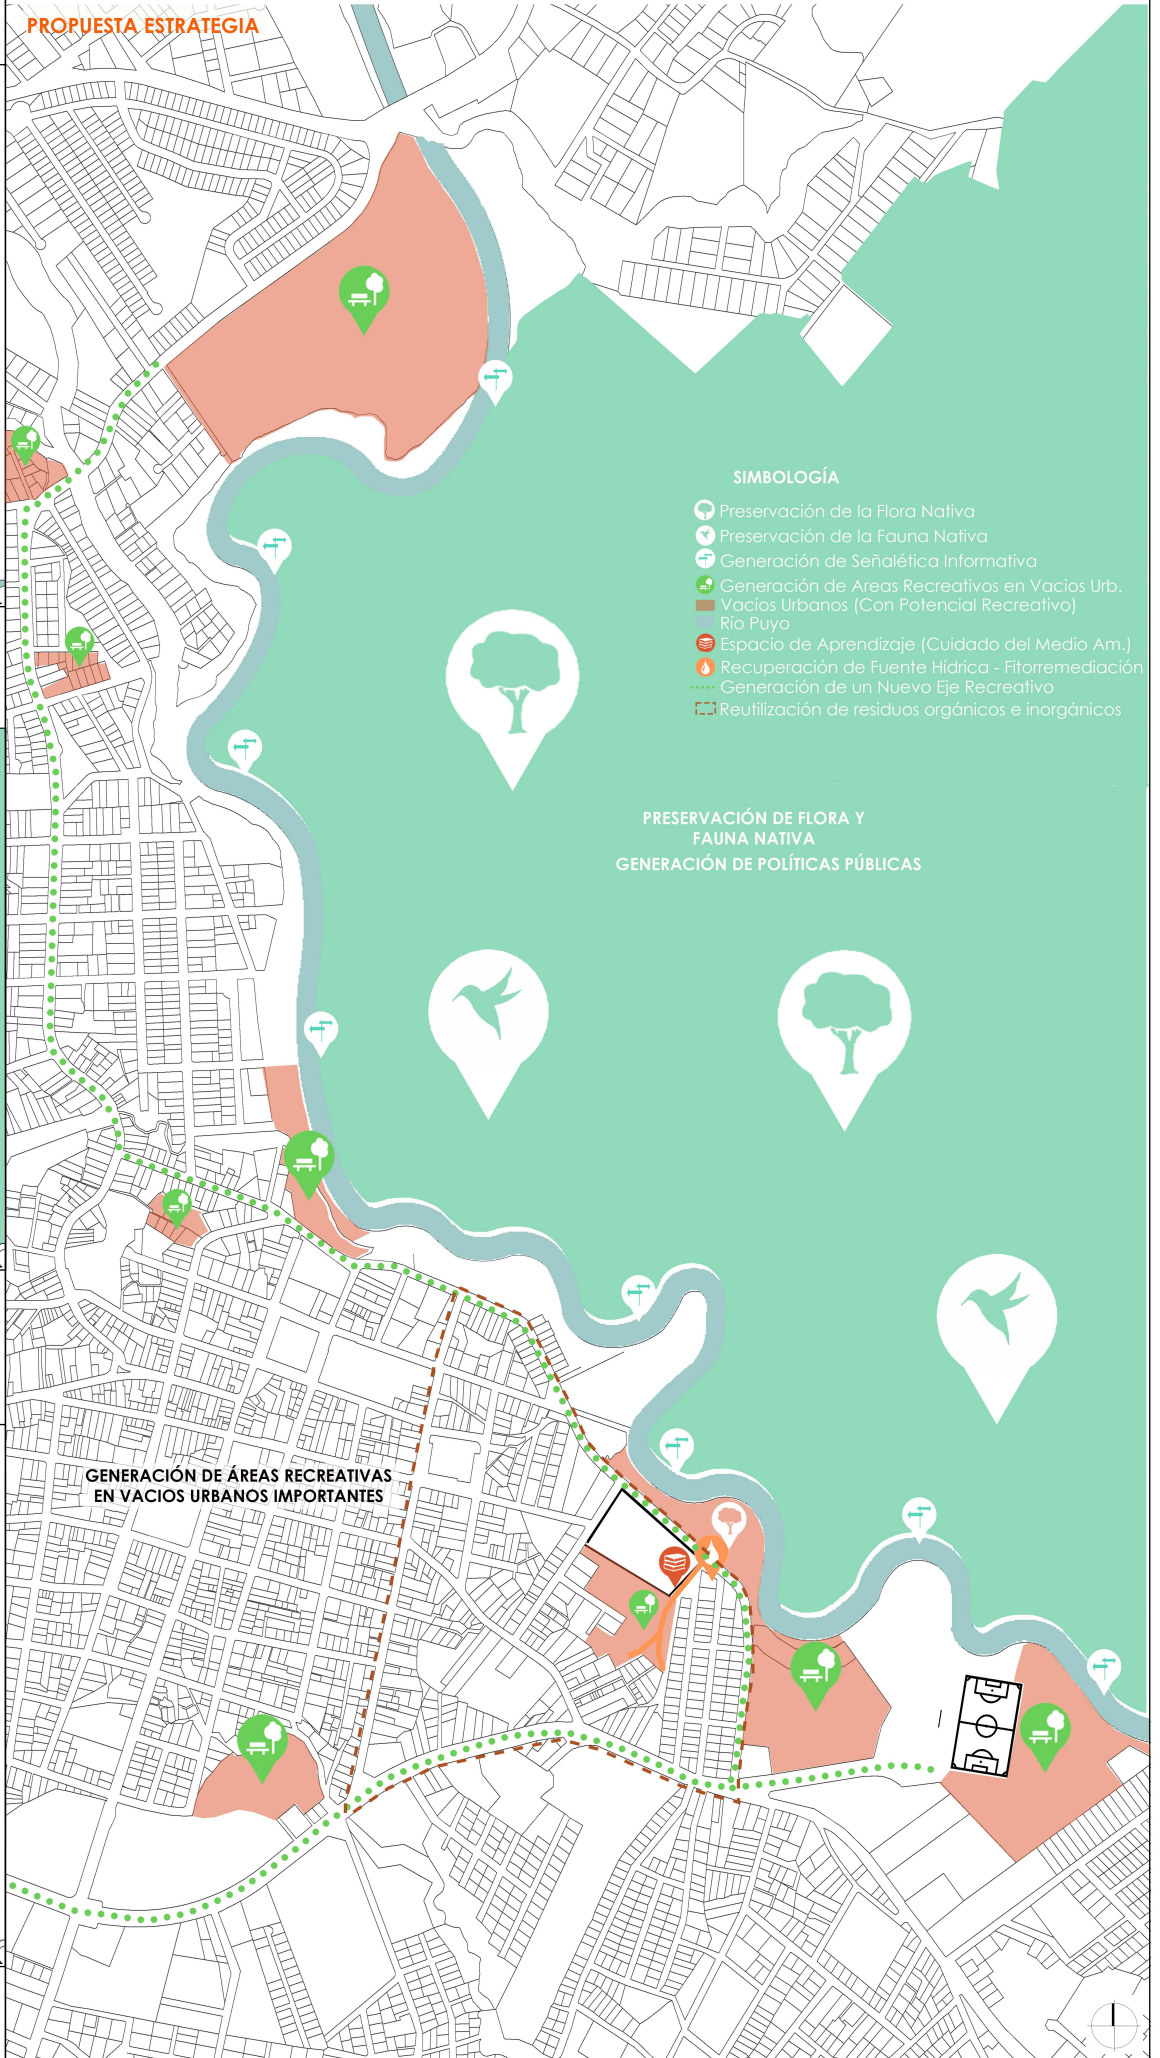 PROPUESTA ESTRATEGIA
SIMBOLOGÍA
Preservación de la Flora Nativa
Preservación de la Fauna Nativa
Generación de Señalética Informativa
Generación de Areas Recreativos en Vacios Urb.
Vacíos Urbanos (Con Potencial Recreativo)
Río Puyo
Espacio de Aprendizaje (Cuidado del Medio Am.)
Recuperación de Fuente Hídrica - Fitorremediación
Generación de un Nuevo Eje Recreativo
Reutilización de residuos orgánicos e inorgánicos
PRESERVACIÓN DE FLORA Y
FAUNA NATIVA
GENERACIÓN DE POLÍTICAS PÚBLICAS
GENERACIÓN DE ÁREAS RECREATIVAS
EN VACIOS URBANOS IMPORTANTES